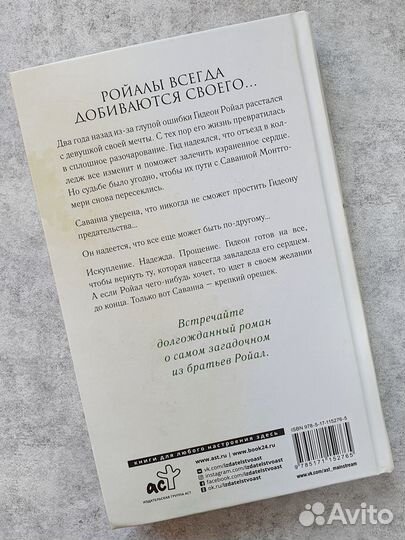 РОЙАЛЫ ВСЕГДА
ДОБИВАЮТСЯ СВОЕГО...
Два года назад из-за глупой ошибки Гидеон Ройал расстался
с девушкой своей мечты. С тех пор его жизнь превратилась
в сплошное разочарование. Гид надеялся, что отъезд в кол-
ледж все изменит и поможет залечить израненное сердце.
Но судьбе было угодно, чтобы их пути с Саванной Монтго-
мери снова пересеклись.
Саванна уверена, что никогда не сможет простить Гидеону
предательства...
Он надеется, что все еще может быть по-другому...
Искупление. Надежда. Прощение. Гидеон готов на все,
чтобы вернуть ту, которая навсегда завладела его сердцем.
А если Ройал чего-нибудь хочет, то идет в своем желании
до конца. Только вот Саванна – крепкий орешек.
Встречайте
долгожданный роман
о самом загадочном
из братьев Ройал.
книги для любого настроения здесь
www.ast.ru | www.book24.ru
vk.com/izdatelstvoast
instagram.com/izdatelstvoast
facebook.com/izdatelstvoast
ok.ru/izdatelstvoast
аст
ИЗДАТЕЛЬСКАЯ ГРУППА АСТ
ISBN 978-5-17-115276-5
9 785171 152765
www.vk.com/ast_mainstream
Avito